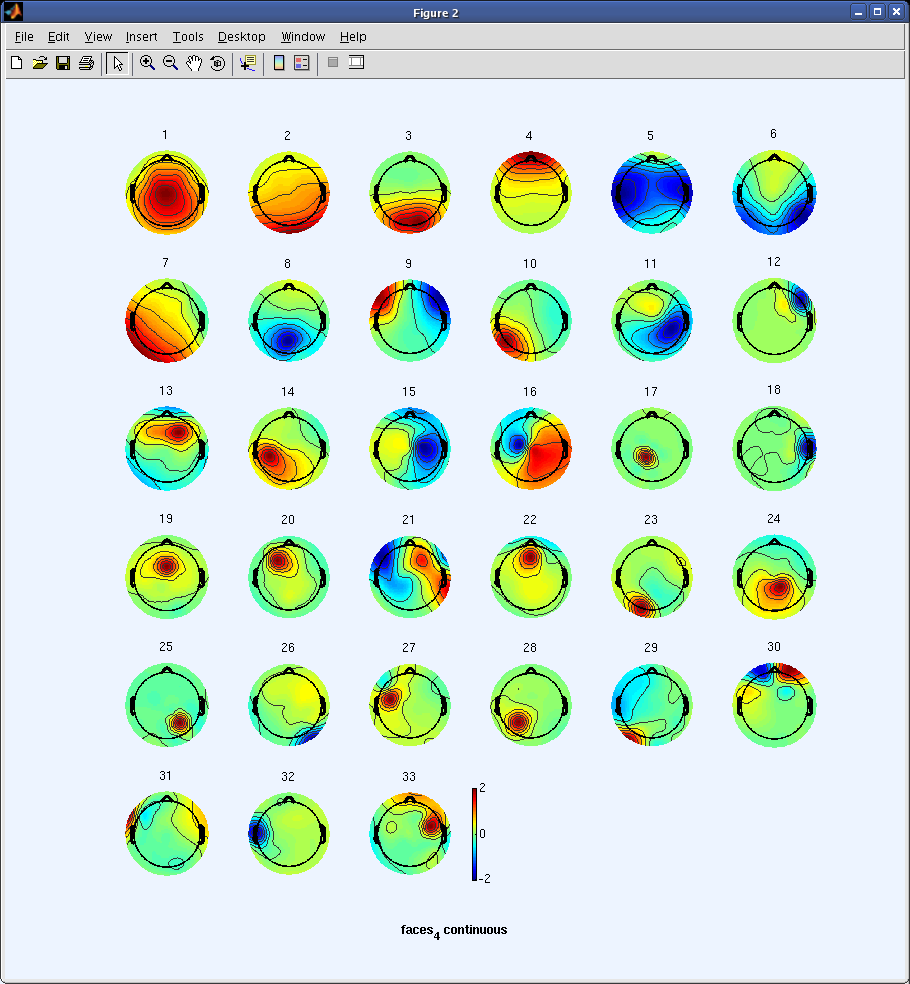 Figure 2
File Edit View Insert Tools Desktop Window Help
1 2 3 4 5 6
7 8 9 10 11 12
13 14 15 16 17 18
19 20 21 22 23 24
25 26 27 28 29 30
31 32 33
2
0
-2
faces4 continuous